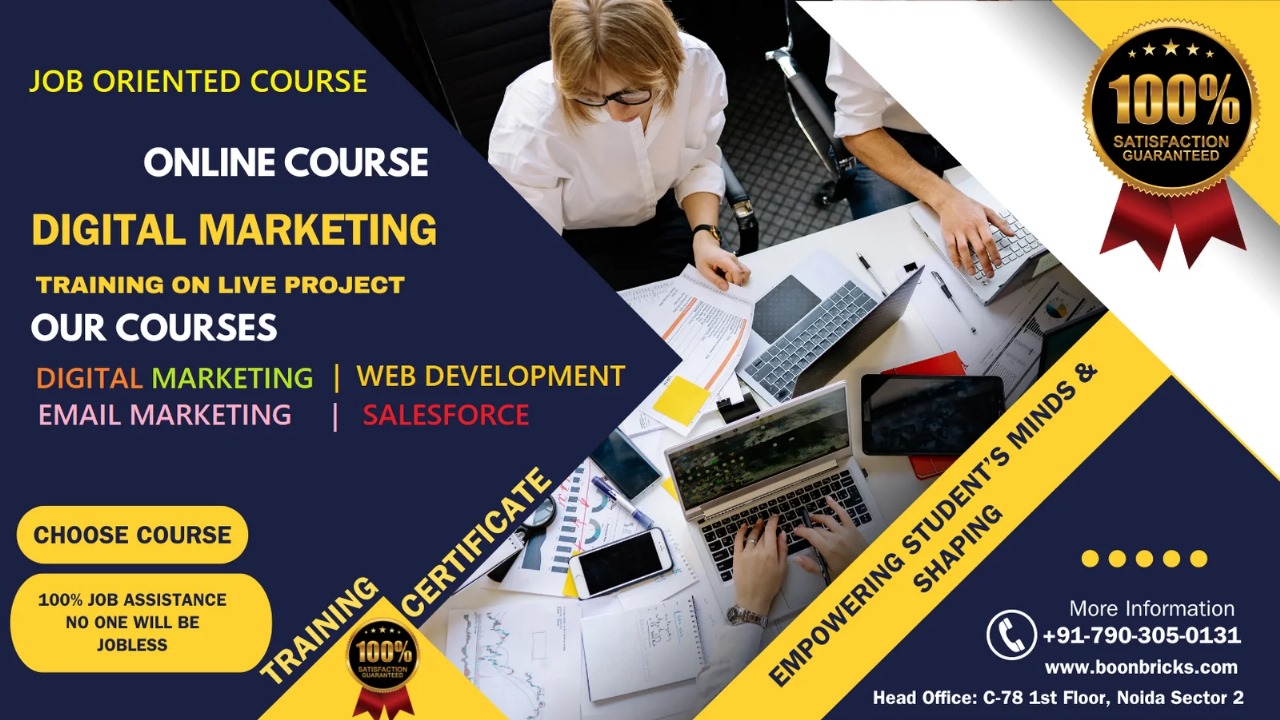 JOB ORIENTED COURSE
ONLINE COURSE
DIGITAL MARKETING
TRAINING ON LIVE PROJECT
OUR COURSES
DIGITAL MARKETING | WEB DEVELOPMENT
EMAIL MARKETING | SALESFORCE
CHOOSE COURSE
100% JOB ASSISTANCE
NO ONE WILL BE
JOBLESS
TRAINING CERTIFICATE
100%
SATISFACTION
GUARANTEED
EMPOWERING STUDENT'S MINDS &
SHAPING
100%
SATISFACTION
GUARANTEED
More Information
+91-790-305-0131
www.boonbricks.com
Head Office: C-78 1st Floor, Noida Sector 2